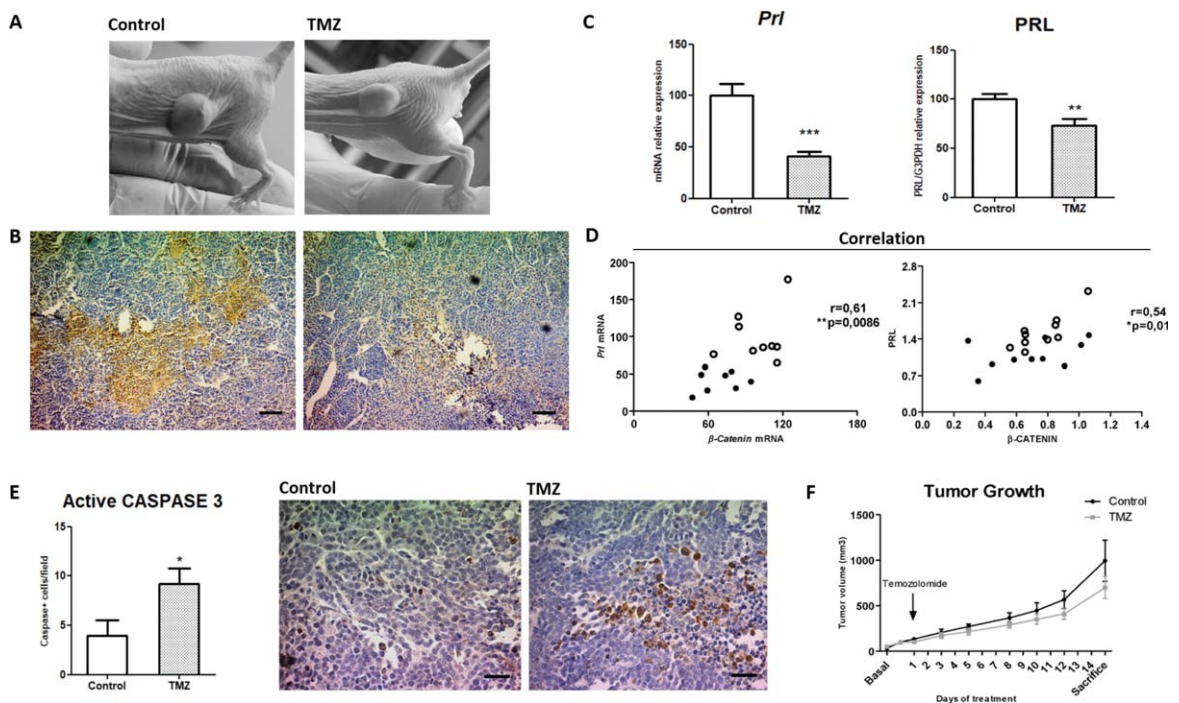 A
Control
TMZ
B
C
Prl
mRNA relative expression
150
100
50
0
***
Control
TMZ
PRL
PRL/G3PDH relative expression
150
100
50
0
**
Control
TMZ
D
Correlation
Prl mRNA
200
150
100
50
0
r=0,61
**p=0,0086
60
120
180
β-Catenin mRNA
PRL
2.8
2.1
1.4
0.7
0.0
r=0,54
*p=0,01
0.0
0.2
0.4
0.6
0.8
1.0
1.2
1.4
β-CATENIN
E
Active CASPASE 3
Caspase+ cells/field
15
10
5
0
*
Control
TMZ
Control
TMZ
F
Tumor Growth
Control
TMZ
Tumor volume (mm3)
1500
1000
500
0
Temozolomide
Basal
1
2
3
4
5
6
7
8
9
10
11
12
13
14
Sacrifice
Days of treatment